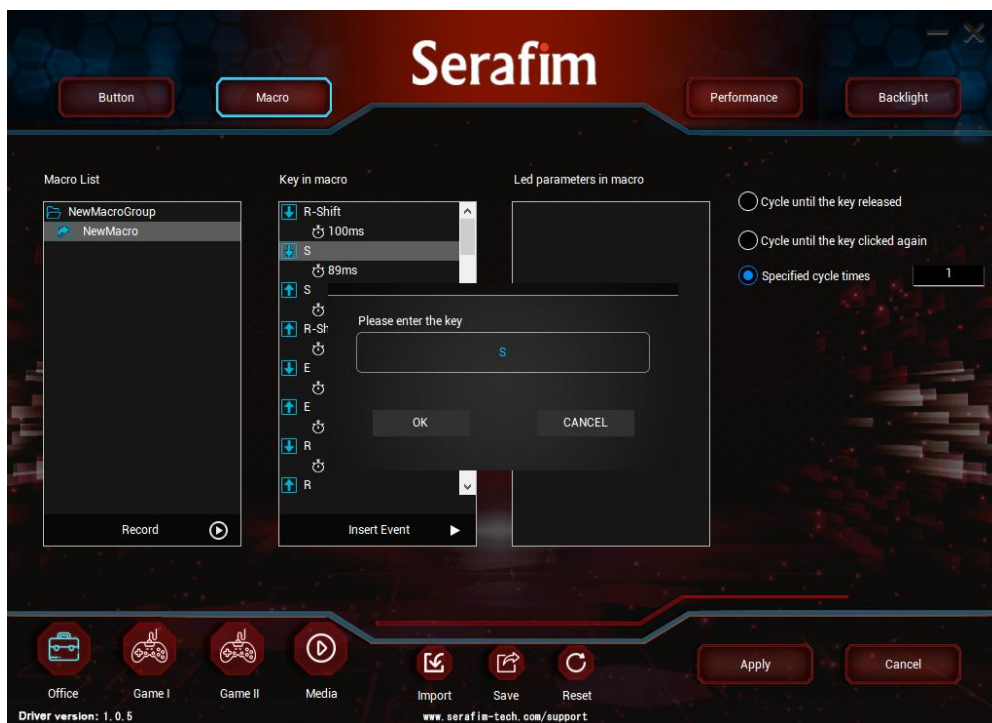 Serafim
Button
Macro
Performance
Backlight
Macro List
Key in macro
Led parameters in macro
NewMacroGroup
NewMacro
Record
R-Shift
100ms
S
89ms
S
R-Sh
E
E
R
R
Insert Event
Please enter the key
S
OK
CANCEL
Cycle until the key released
Cycle until the key clicked again
Specified cycle times 1
Office
Game I
Game II
Media
Import
Save
Reset
Apply
Cancel
Driver version: 1.0.5
www.serafim-tech.com/support